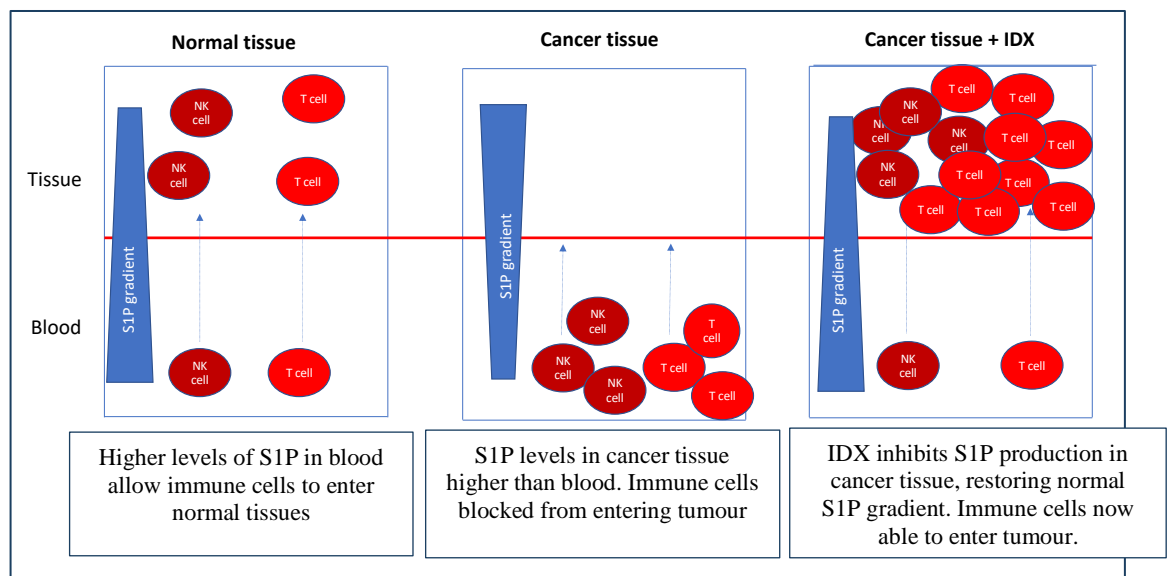 Normal tissue
Cancer tissue
Cancer tissue + IDX
Tissue
Blood
S1P gradient
NK
cell
T cell
NK
cell
T cell
NK
cell
T cell
S1P gradient
NK
cell
T
cell
NK
cell
T cell
NK
cell
T cell
S1P gradient
NK
cell
NK
cell
T cell
T cell
NK
cell
T cell
T cell
NK
cell
T cell
T cell
T cell
T cell
T cell
NK
cell
T cell
Higher levels of S1P in blood
allow immune cells to enter
normal tissues
S1P levels in cancer tissue
higher than blood. Immune cells
blocked from entering tumour
IDX inhibits S1P production in
cancer tissue, restoring normal
S1P gradient. Immune cells now
able to enter tumour.